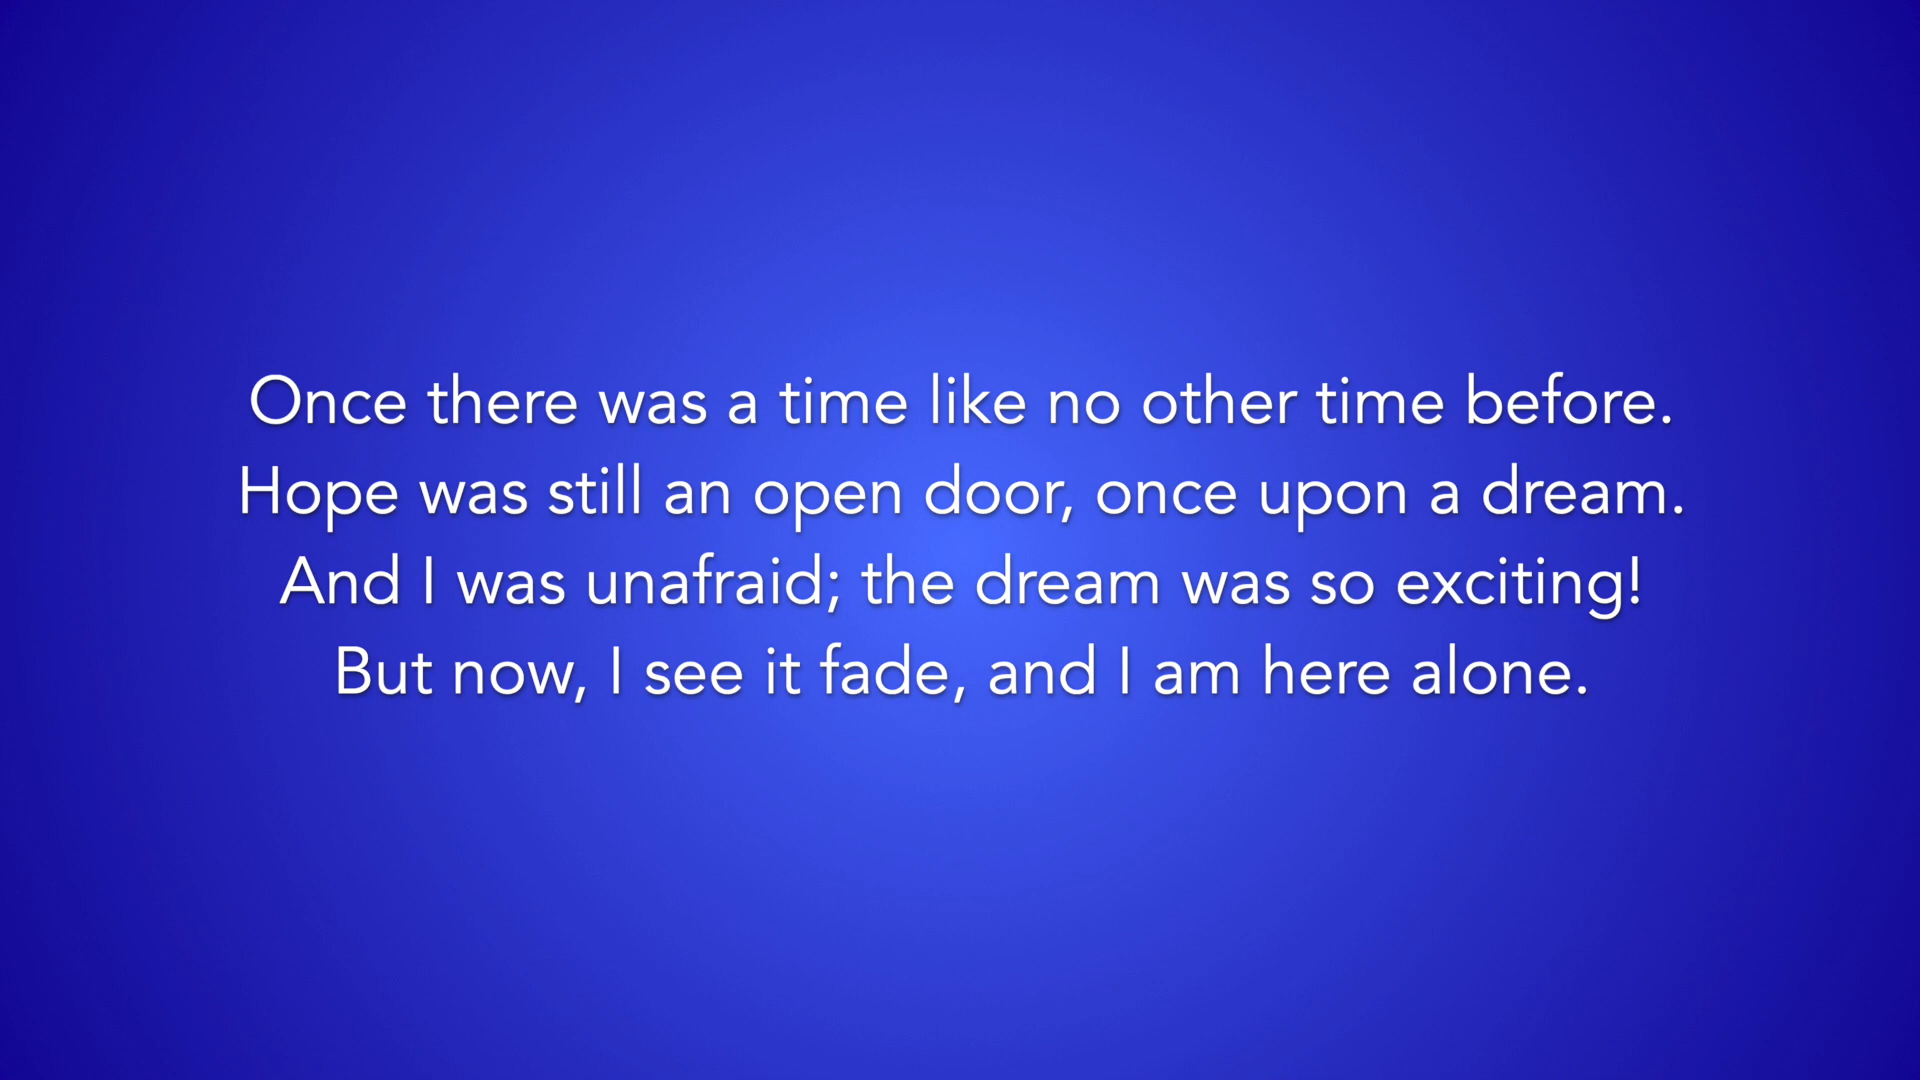 Once there was a time like no other time before.
Hope was still an open door, once upon a dream.
And I was unafraid; the dream was so exciting!
But now, I see it fade, and I am here alone.